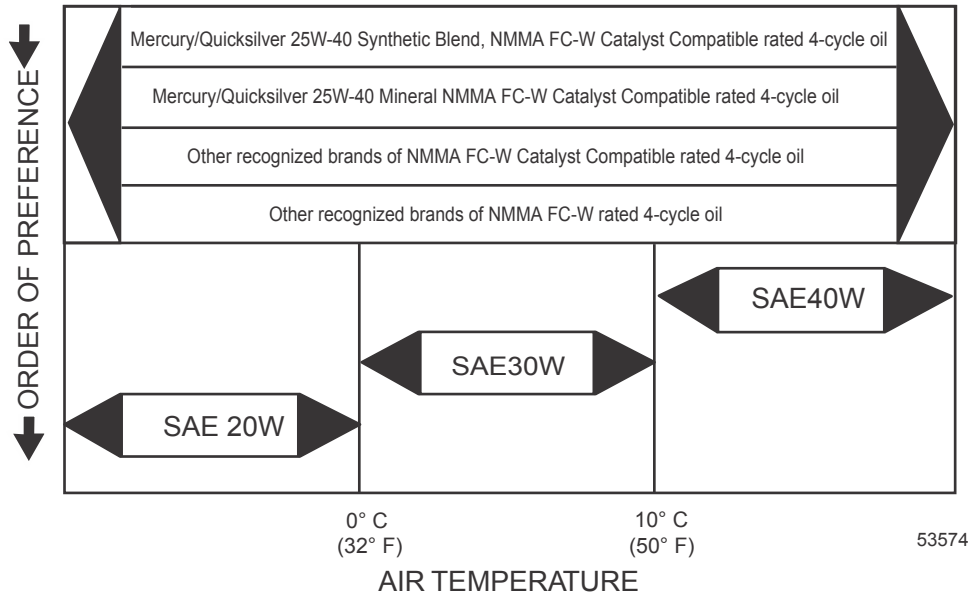 ORDER OF PREFERENCE
Mercury/Quicksilver 25W-40 Synthetic Blend, NMMA FC-W Catalyst Compatible rated 4-cycle oil
Mercury/Quicksilver 25W-40 Mineral NMMA FC-W Catalyst Compatible rated 4-cycle oil
Other recognized brands of NMMA FC-W Catalyst Compatible rated 4-cycle oil
Other recognized brands of NMMA FC-W rated 4-cycle oil
SAE40W
SAE30W
SAE 20W
0° C
(32° F)
10° C
(50° F)
53574
AIR TEMPERATURE